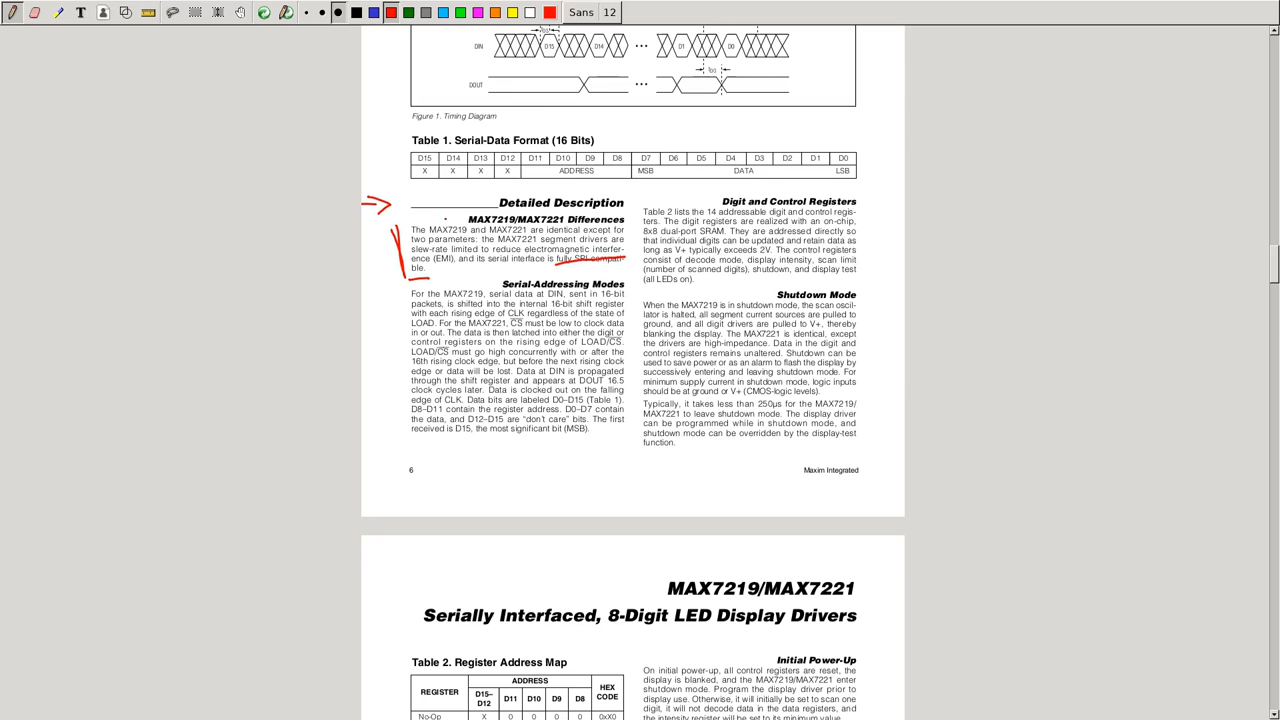 Sans 12
tDS
DIN D15 D14 ••• D1 D0
tDO
DOUT •••
Figure 1. Timing Diagram
Table 1. Serial-Data Format (16 Bits)
D15 D14 D13 D12 D11 D10 D9 D8 D7 D6 D5 D4 D3 D2 D1 D0
X X X X ADDRESS MSB DATA LSB
Detailed Description
MAX7219/MAX7221 Differences
The MAX7219 and MAX7221 are identical except for
two parameters: the MAX7221 segment drivers are
slew-rate limited to reduce electromagnetic interfer-
ence (EMI), and its serial interface is fully SPI compati-
ble.
Serial-Addressing Modes
For the MAX7219, serial data at DIN, sent in 16-bit
packets, is shifted into the internal 16-bit shift register
with each rising edge of CLK regardless of the state of
LOAD. For the MAX7221, CS must be low to clock data
in or out. The data is then latched into either the digit or
control registers on the rising edge of LOAD/CS.
LOAD/CS must go high concurrently with or after the
16th rising clock edge, but before the next rising clock
edge or data will be lost. Data at DIN is propagated
through the shift register and appears at DOUT 16.5
clock cycles later. Data is clocked out on the falling
edge of CLK. Data bits are labeled D0–D15 (Table 1).
D8–D11 contain the register address. D0–D7 contain
the data, and D12–D15 are “don’t care” bits. The first
received is D15, the most significant bit (MSB).
Digit and Control Registers
Table 2 lists the 14 addressable digit and control regis-
ters. The digit registers are realized with an on-chip,
8x8 dual-port SRAM. They are addressed directly so
that individual digits can be updated and retain data as
long as V+ typically exceeds 2V. The control registers
consist of decode mode, display intensity, scan limit
(number of scanned digits), shutdown, and display test
(all LEDs on).
Shutdown Mode
When the MAX7219 is in shutdown mode, the scan oscil-
lator is halted, all segment current sources are pulled to
ground, and all digit drivers are pulled to V+, thereby
blanking the display. The MAX7221 is identical, except
the drivers are high-impedance. Data in the digit and
control registers remains unaltered. Shutdown can be
used to save power or as an alarm to flash the display by
successively entering and leaving shutdown mode. For
minimum supply current in shutdown mode, logic inputs
should be at ground or V+ (CMOS-logic levels).
Typically, it takes less than 250µs for the MAX7219/
MAX7221 to leave shutdown mode. The display driver
can be programmed while in shutdown mode, and
shutdown mode can be overridden by the display-test
function.
6 Maxim Integrated
MAX7219/MAX7221
Serially Interfaced, 8-Digit LED Display Drivers
Table 2. Register Address Map
REGISTER ADDRESS HEX CODE
D15–D12 D11 D10 D9 D8
No-Op X 0 0 0 0 0xX0
Initial Power-Up
On initial power-up, all control registers are reset, the
display is blanked, and the MAX7219/MAX7221 enter
shutdown mode. Program the display driver prior to
display use. Otherwise, it will initially be set to scan one
digit, it will not decode data in the data registers, and
the intensity register will be set to its minimum value.